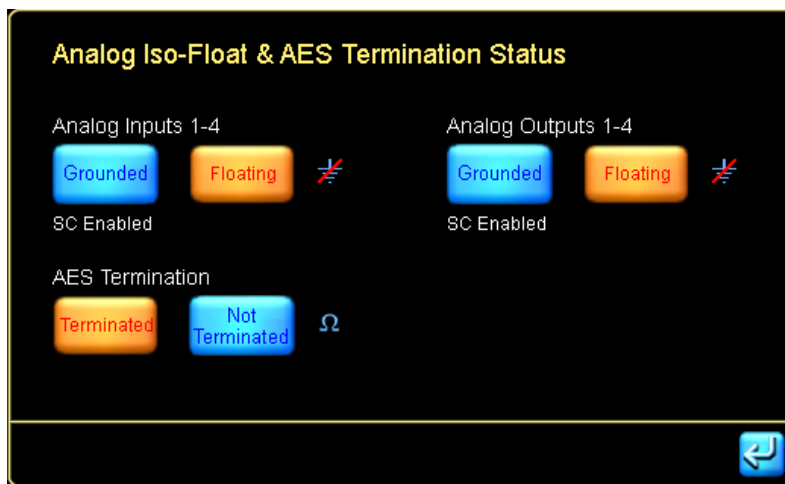 Analog Iso-Float & AES Termination Status
Analog Inputs 1-4
Grounded
Floating
SC Enabled
Analog Outputs 1-4
Grounded
Floating
SC Enabled
AES Termination
Terminated
Not
Terminated
Ω